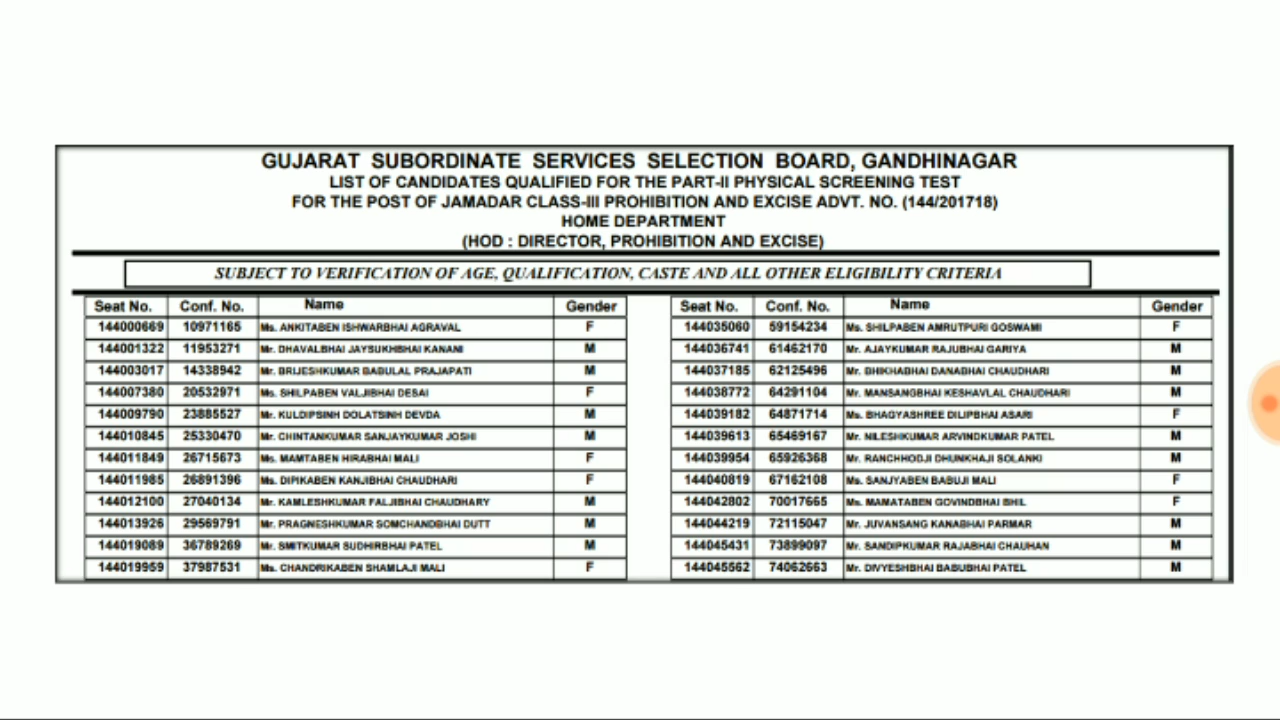 GUJARAT SUBORDINATE SERVICES SELECTION BOARD, GANDHINAGAR
LIST OF CANDIDATES QUALIFIED FOR THE PART-II PHYSICAL SCREENING TEST
FOR THE POST OF JAMADAR CLASS-III PROHIBITION AND EXCISE ADVT. NO. (144/201718)
HOME DEPARTMENT
(HOD : DIRECTOR, PROHIBITION AND EXCISE)
SUBJECT TO VERIFICATION OF AGE, QUALIFICATION, CASTE AND ALL OTHER ELIGIBILITY CRITERIA
Seat No. Conf. No. Name Gender
144000669 10971165 Ms. ANKITABEN ISHWARBHAI AGRAVAL F
144001322 11953271 Mr. DHAVALBHAI JAYSUKHBHAI KANANI M
144003017 14338942 Mr. BRIJESHKUMAR BABULAL PRAJAPATI M
144007380 20532971 Ms. SHILPABEN VALJIBHAI DESAI F
144009790 23885527 Mr. KULDIPSINH DOLATSINH DEVDA M
144010845 25330470 Mr. CHINTANKUMAR SANJAYKUMAR JOSHI M
144011849 26715673 Ms. MAMTABEN HIRABHAI MALI F
144011985 26891396 Ms. DIPIKABEN KANJIBHAI CHAUDHARI F
144012100 27040134 Mr. KAMLESHKUMAR FALJIBHAI CHAUDHARY M
144013926 29569791 Mr. PRAGNESHKUMAR SOMCHANDBHAI DUTT M
144019089 36789269 Mr. SMITKUMAR SUDHIRBHAI PATEL M
144019959 37987531 Ms. CHANDRIKABEN SHAMLAJI MALI F
Seat No. Conf. No. Name Gender
144035060 59154234 Ms. SHILPABEN AMRUTPURI GOSWAMI F
144036741 61462170 Mr. AJAYKUMAR RAJUBHAI GARIYA M
144037185 62125496 Mr. BHIKHABHAI DANABHAI CHAUDHARI M
144038772 64291104 Mr. MANSANGBHAI KESHAVLAL CHAUDHARI M
144039182 64871714 Ms. BHAGYASHREE DILIPBHAI ASARI F
144039613 65469167 Mr. NILESHKUMAR ARVINDKUMAR PATEL M
144039954 65926368 Mr. RANCHHODJI DHUNKHAJI SOLANKI M
144040819 67162108 Ms. SANJYABEN BABUJI MALI F
144042802 70017665 Ms. MAMATABEN GOVINDBHAI BHIL F
144044219 72115047 Mr. JUVANSANG KANABHAI PARMAR M
144045431 73899097 Mr. SANDIPKUMAR RAJABHAI CHAUHAN M
144045562 74062663 Mr. DIVYESHBHAI BABUBHAI PATEL M